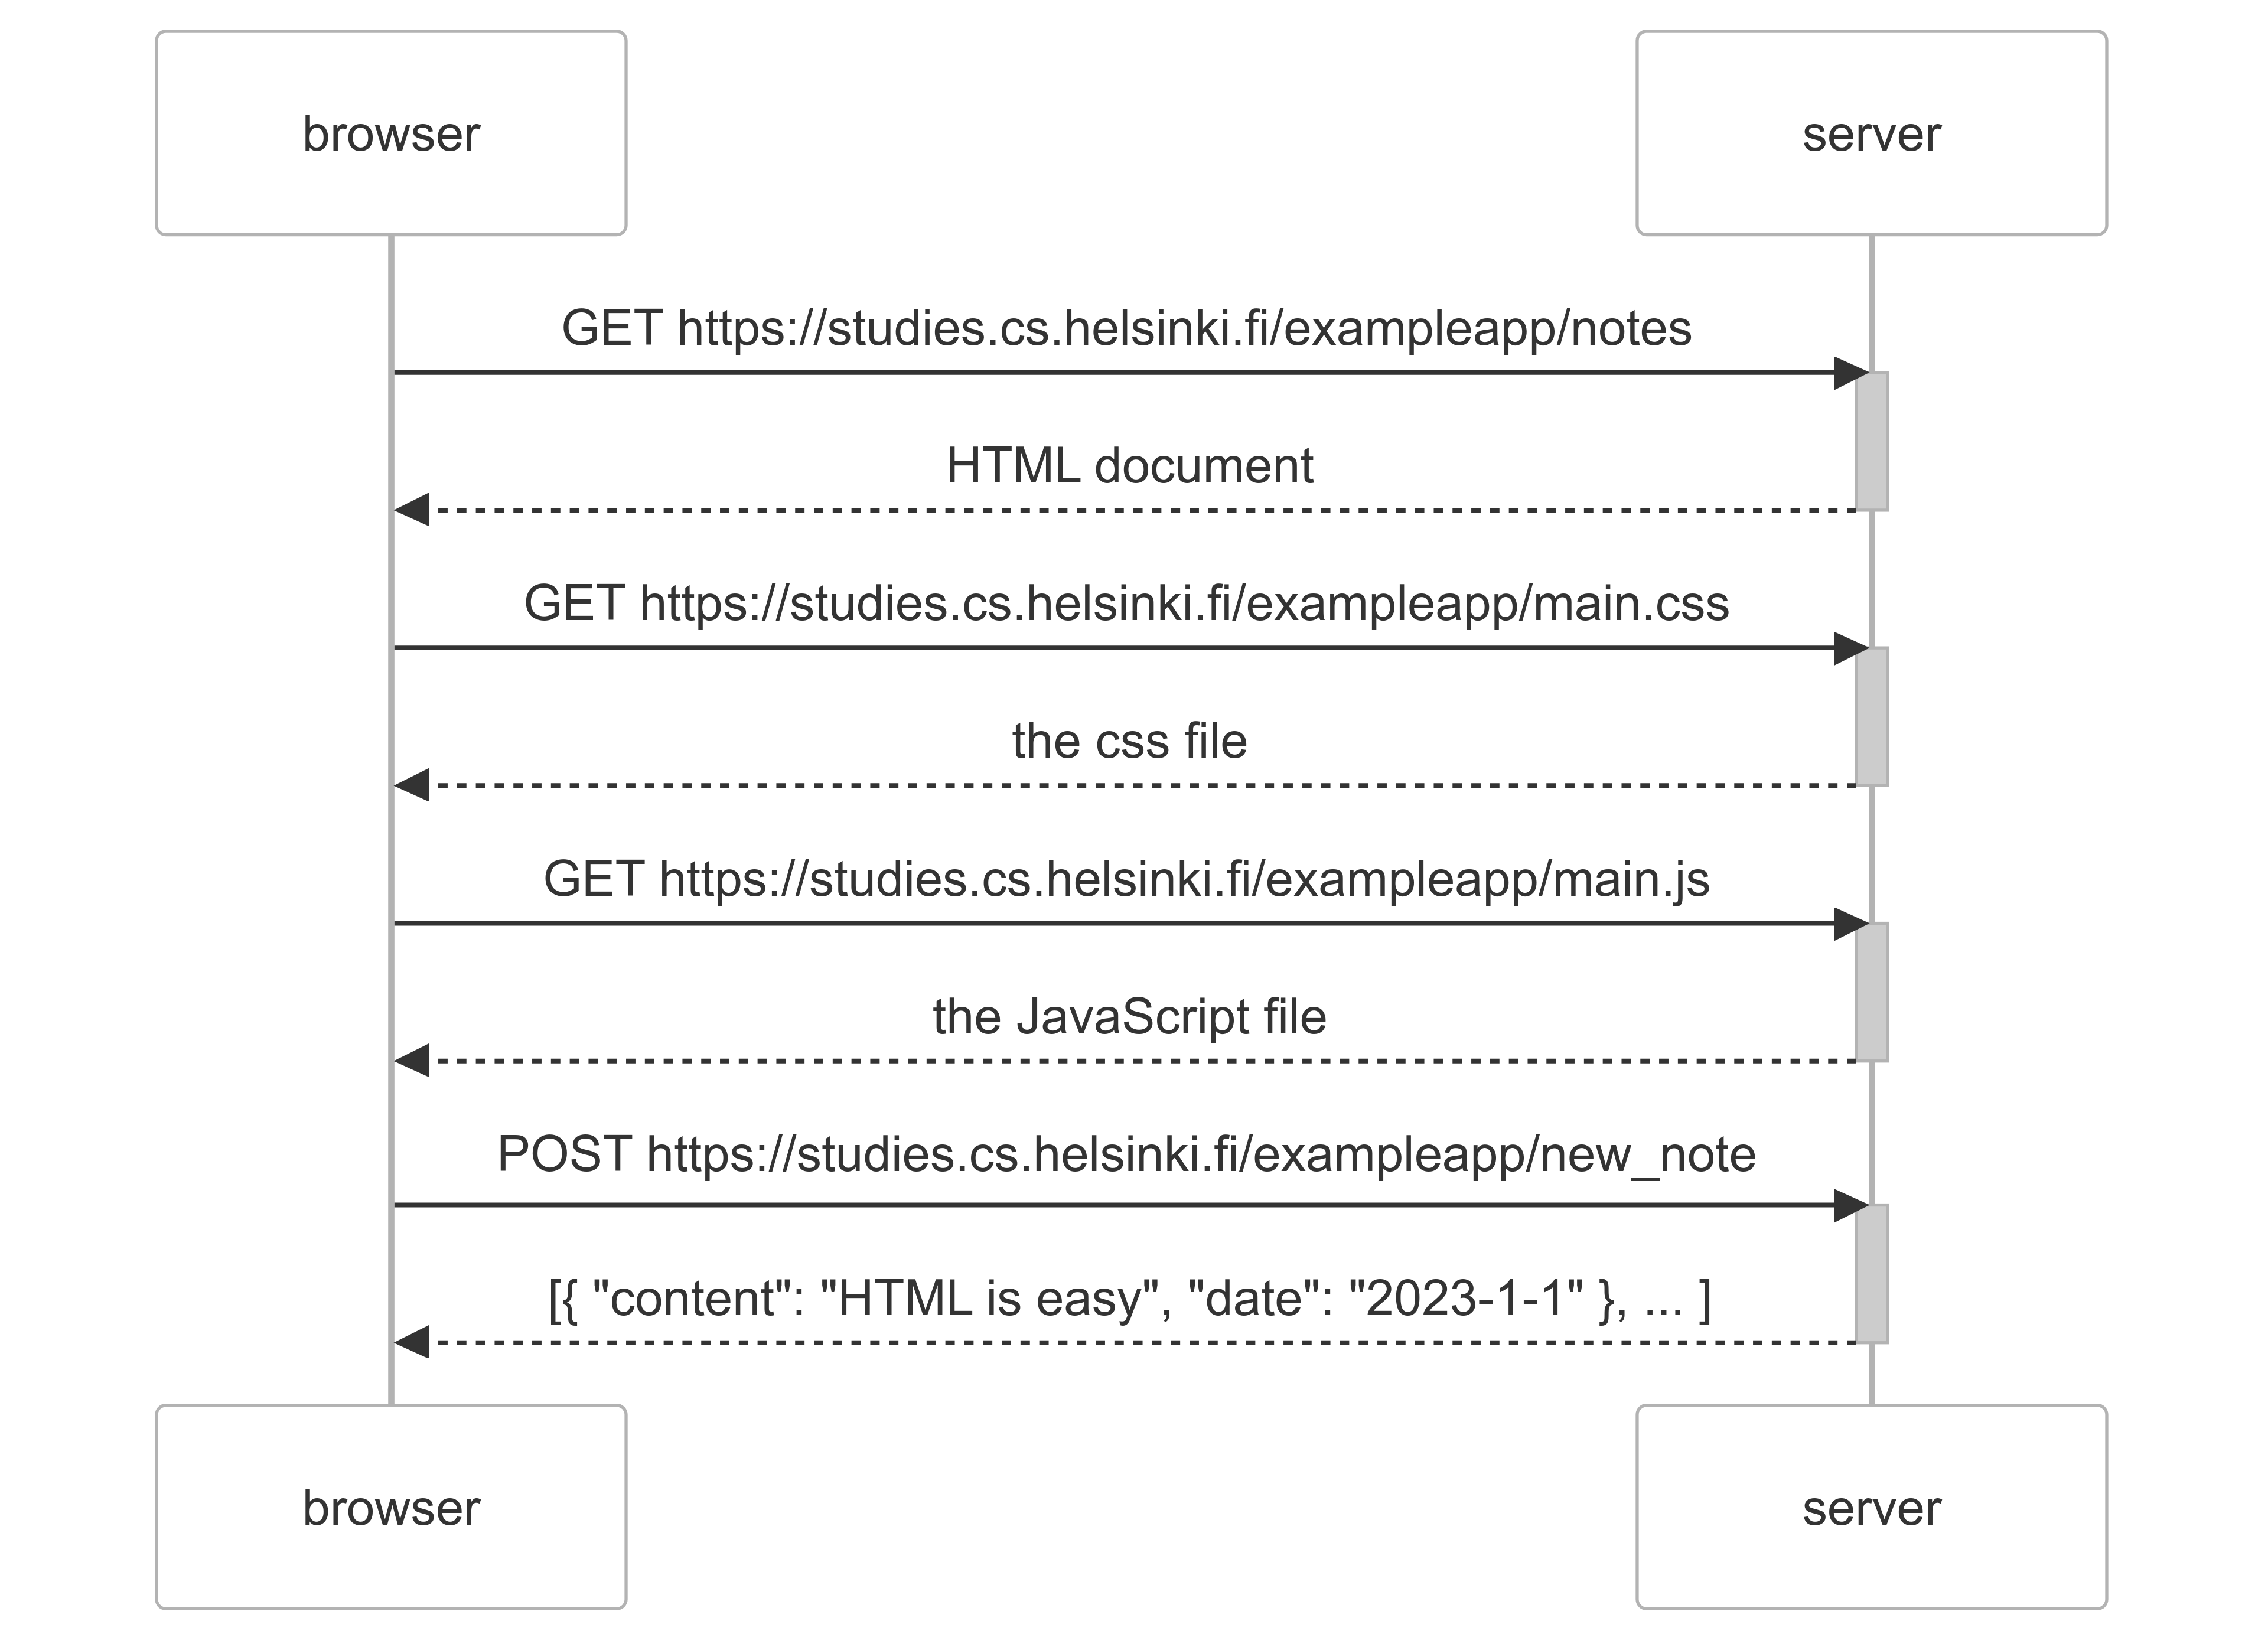 browser
server
GET https://studies.cs.helsinki.fi/exampleapp/notes
HTML document
GET https://studies.cs.helsinki.fi/exampleapp/main.css
the css file
GET https://studies.cs.helsinki.fi/exampleapp/main.js
the JavaScript file
POST https://studies.cs.helsinki.fi/exampleapp/new_note
[{ "content": "HTML is easy", "date": "2023-1-1" }, ... ]
browser
server